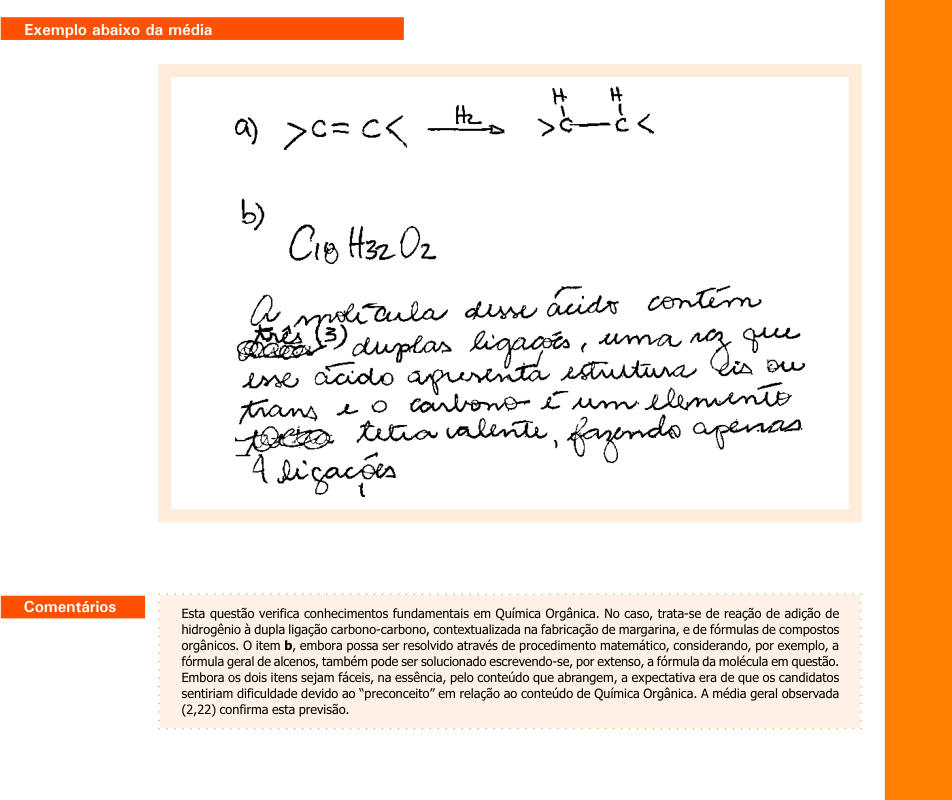 Exemplo abaixo da média
a) >C = C< H2 → >C — C<
H H
b)
C18 H32 O2
A molécula desse ácido contém
três (3) duplas ligações, uma vez que
esse ácido apresenta estrutura cis ou
trans e o carbono é um elemento
tetra valente, fazendo apenas
4 ligações
Comentários
Esta questão verifica conhecimentos fundamentais em Química Orgânica. No caso, trata-se de reação de adição de
hidrogênio à dupla ligação carbono-carbono, contextualizada na fabricação de margarina, e de fórmulas de compostos
orgânicos. O item b, embora possa ser resolvido através de procedimento matemático, considerando, por exemplo, a
fórmula geral de alcenos, também pode ser solucionado escrevendo-se, por extenso, a fórmula da molécula em questão.
Embora os dois itens sejam fáceis, na essência, pelo conteúdo que abrangem, a expectativa era de que os candidatos
sentiriam dificuldade devido ao “preconceito” em relação ao conteúdo de Química Orgânica. A média geral observada
(2,22) confirma esta previsão.